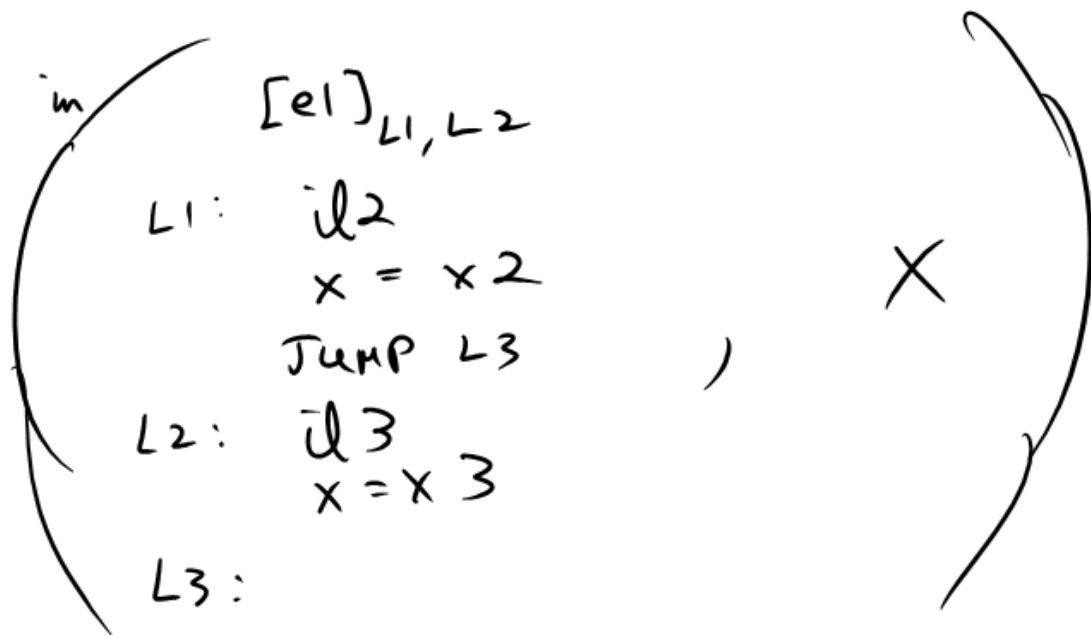 in
[e1] L1, L2
L1: il2
x = x2
JUMP L3
, x
L2: il3
x = x3
L3: